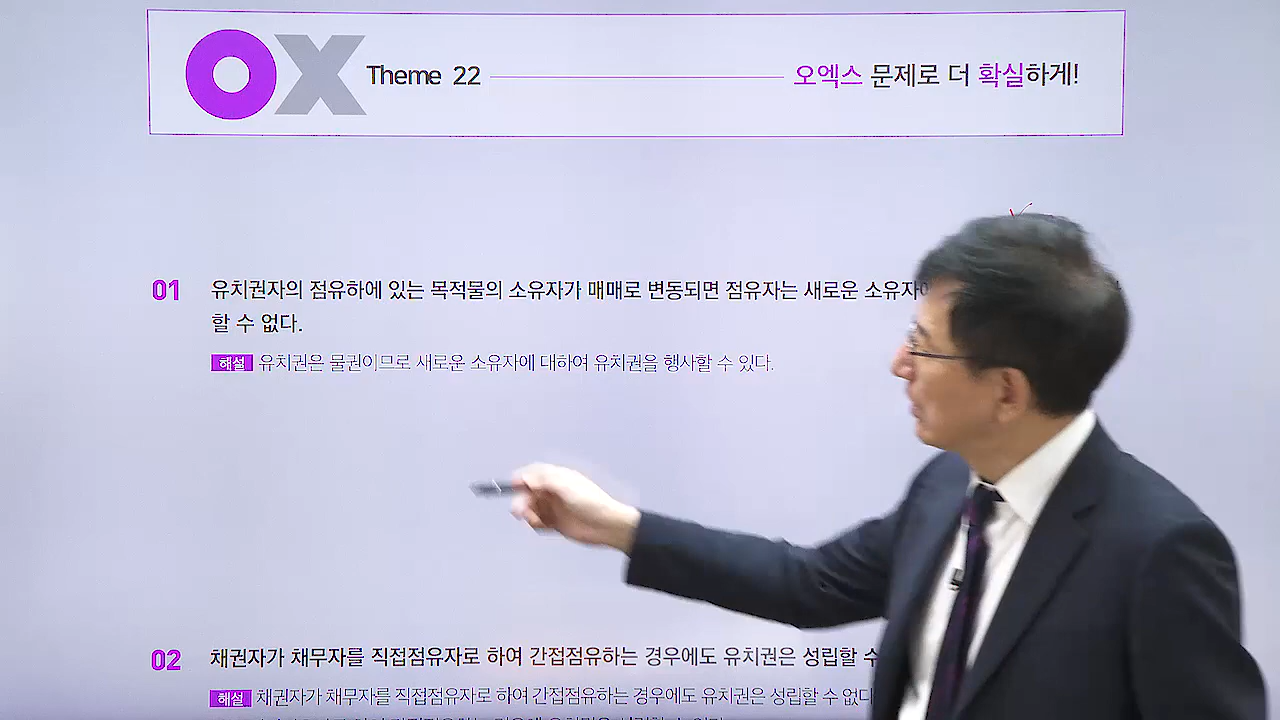 OX Theme 22 오엑스 문제로 더 확실하게!
01 유치권자의 점유하에 있는 목적물의 소유자가 매매로 변동되면 점유자는 새로운 소유자에
할 수 없다.
해설 유치권은 물권이므로 새로운 소유자에 대하여 유치권을 행사할 수 있다.
02 채권자가 채무자를 직접점유자로 하여 간접점유하는 경우에도 유치권은 성립할 수
해설 채권자가 채무자를 직접점유자로 하여 간접점유하는 경우에도 유치권은 성립할 수 없다